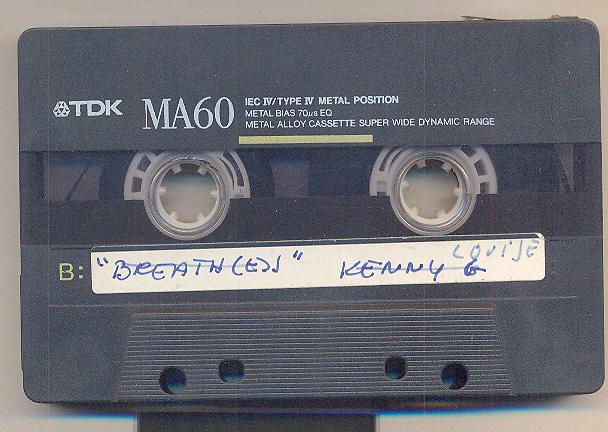 TDK MA60 IEC IV/TYPE IV METAL POSITION
METAL BIAS 70µs EQ
METAL ALLOY CASSETTE SUPER WIDE DYNAMIC RANGE
LOUISE
B: "BREATHLESS" KENNY G